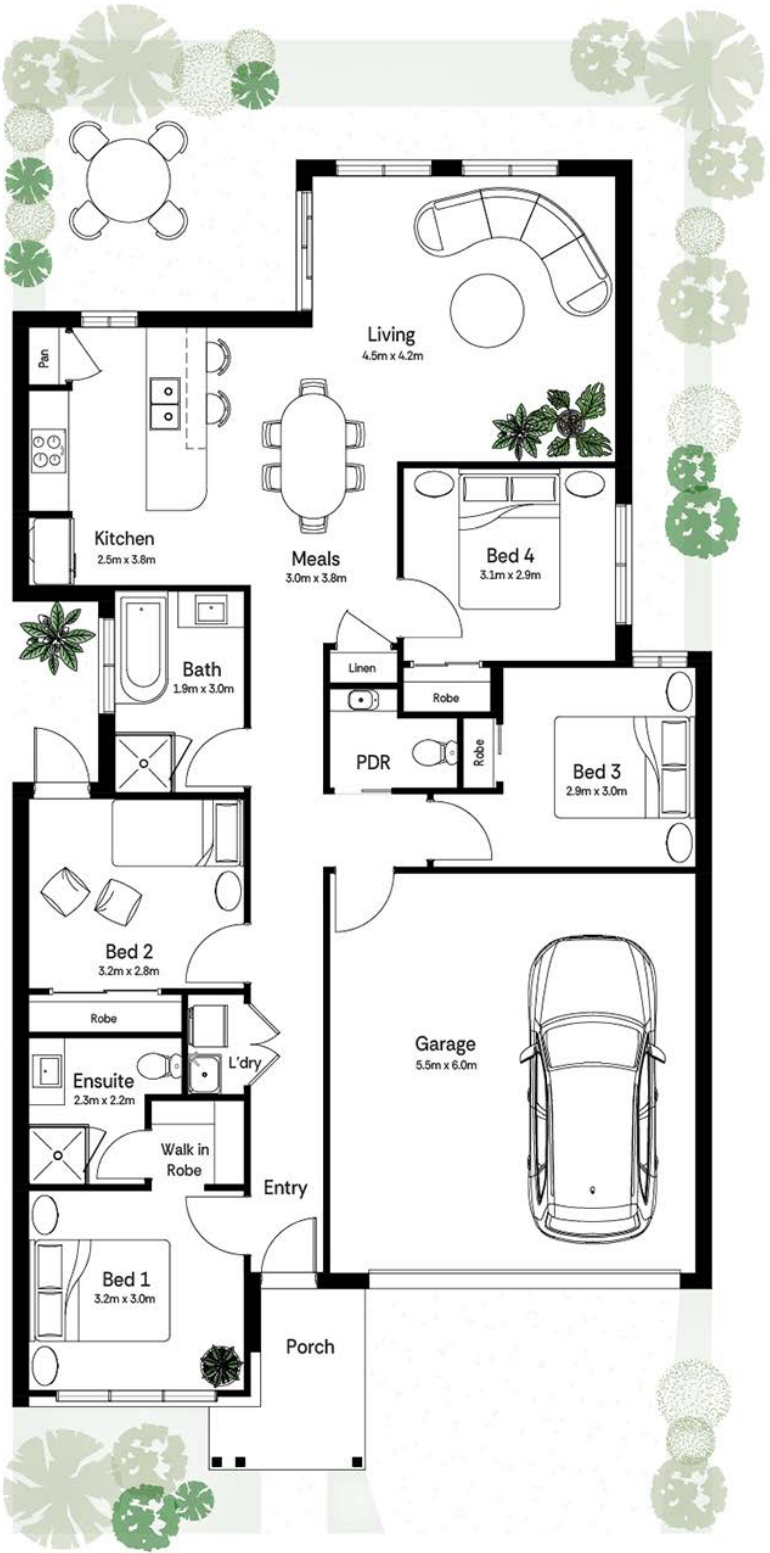 Living
4.5m x 4.2m
Pan
Kitchen
2.5m x 3.8m
Meals
3.0m x 3.8m
Bed 4
3.1m x 2.9m
Bath
1.9m x 3.0m
Linen
Robe
PDR
Robe
Bed 3
2.9m x 3.0m
Bed 2
3.2m x 2.8m
Robe
L'dry
Garage
5.5m x 6.0m
Ensuite
2.3m x 2.2m
Walk in
Robe
Entry
Bed 1
3.2m x 3.0m
Porch